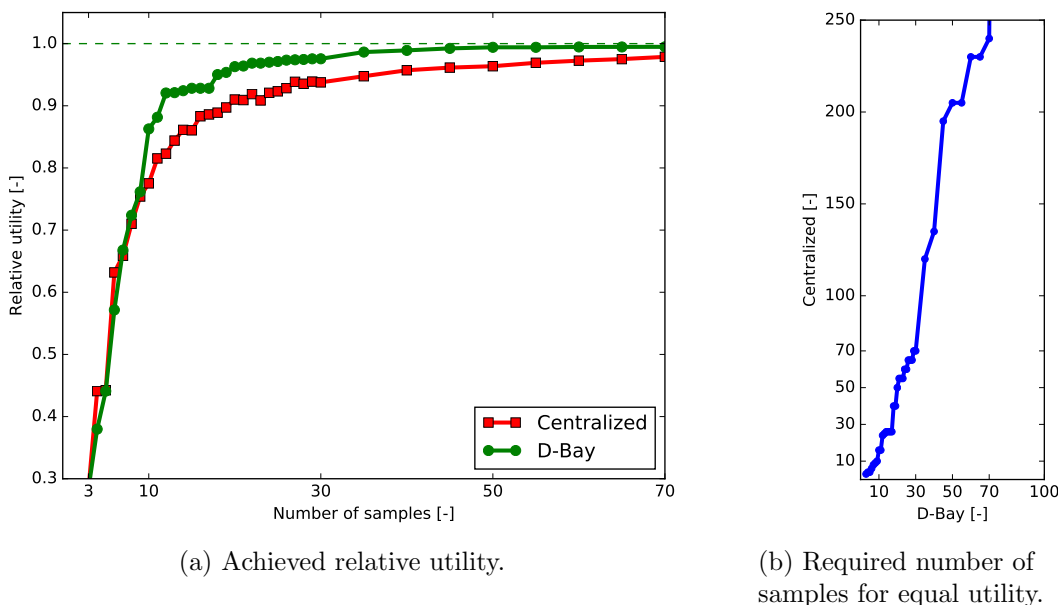 1.0
0.9
0.8
0.7
0.6
0.5
0.4
0.3
Relative utility [-]
Centralized
D-Bay
3 10 30 50 70
Number of samples [-]
(a) Achieved relative utility.
250
200
150
100
70
50
30
10
Centralized [-]
10 30 50 70 100
D-Bay [-]
(b) Required number of
samples for equal utility.